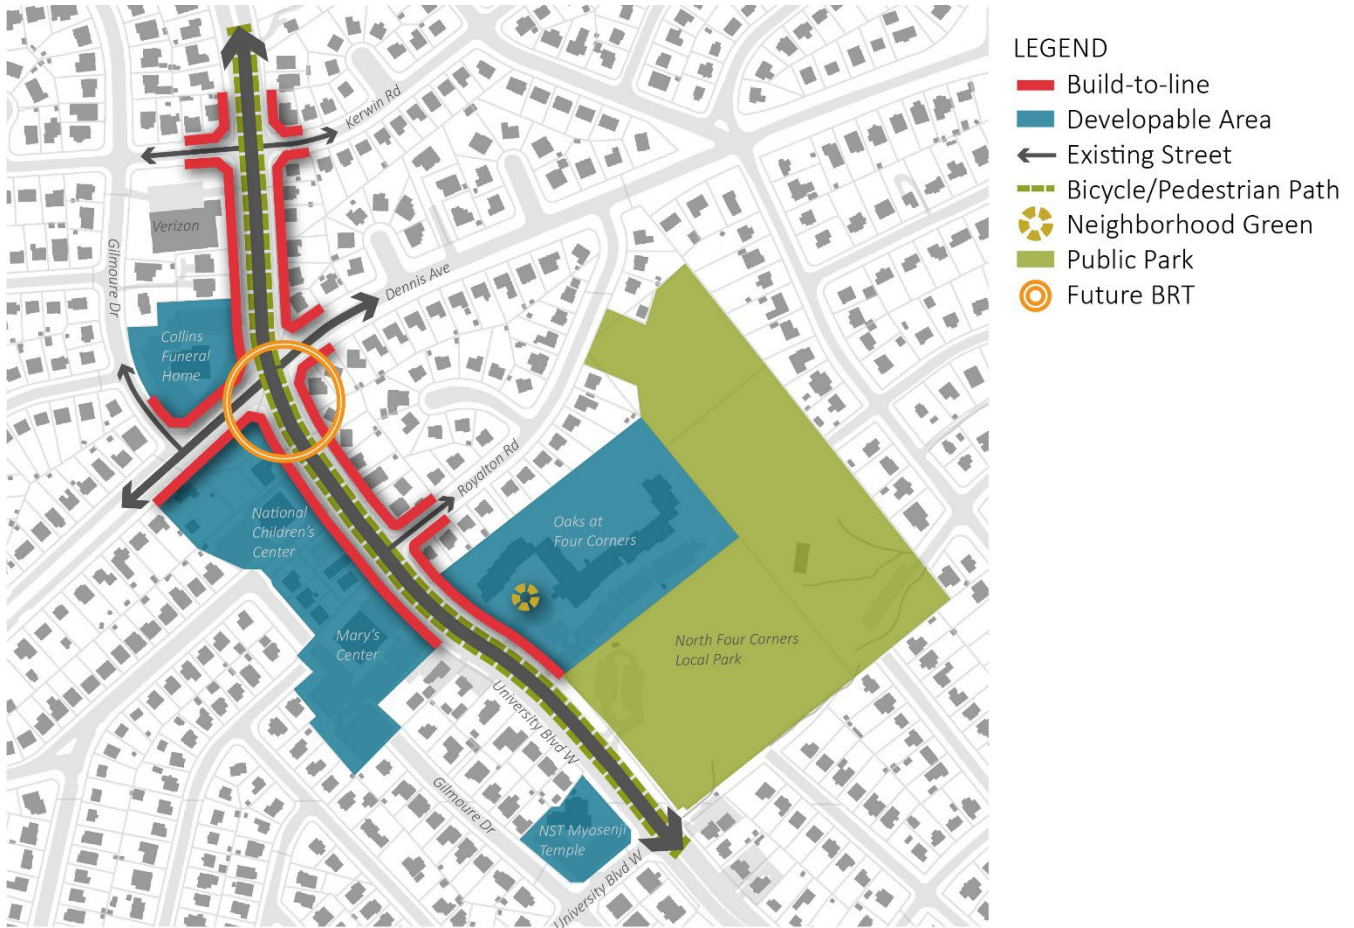 LEGEND
Build-to-line
Developable Area
Existing Street
Bicycle/Pedestrian Path
Neighborhood Green
Public Park
Future BRT
Kerwin Rd
Verizon
Gilmoure Dr
Dennis Ave
Collins
Funeral
Home
Royalton Rd
National
Children's
Center
Oaks at
Four Corners
Mary's
Center
North Four Corners
Local Park
University Blvd W
Gilmoure Dr
NST Myosenji
Temple
University Blvd W